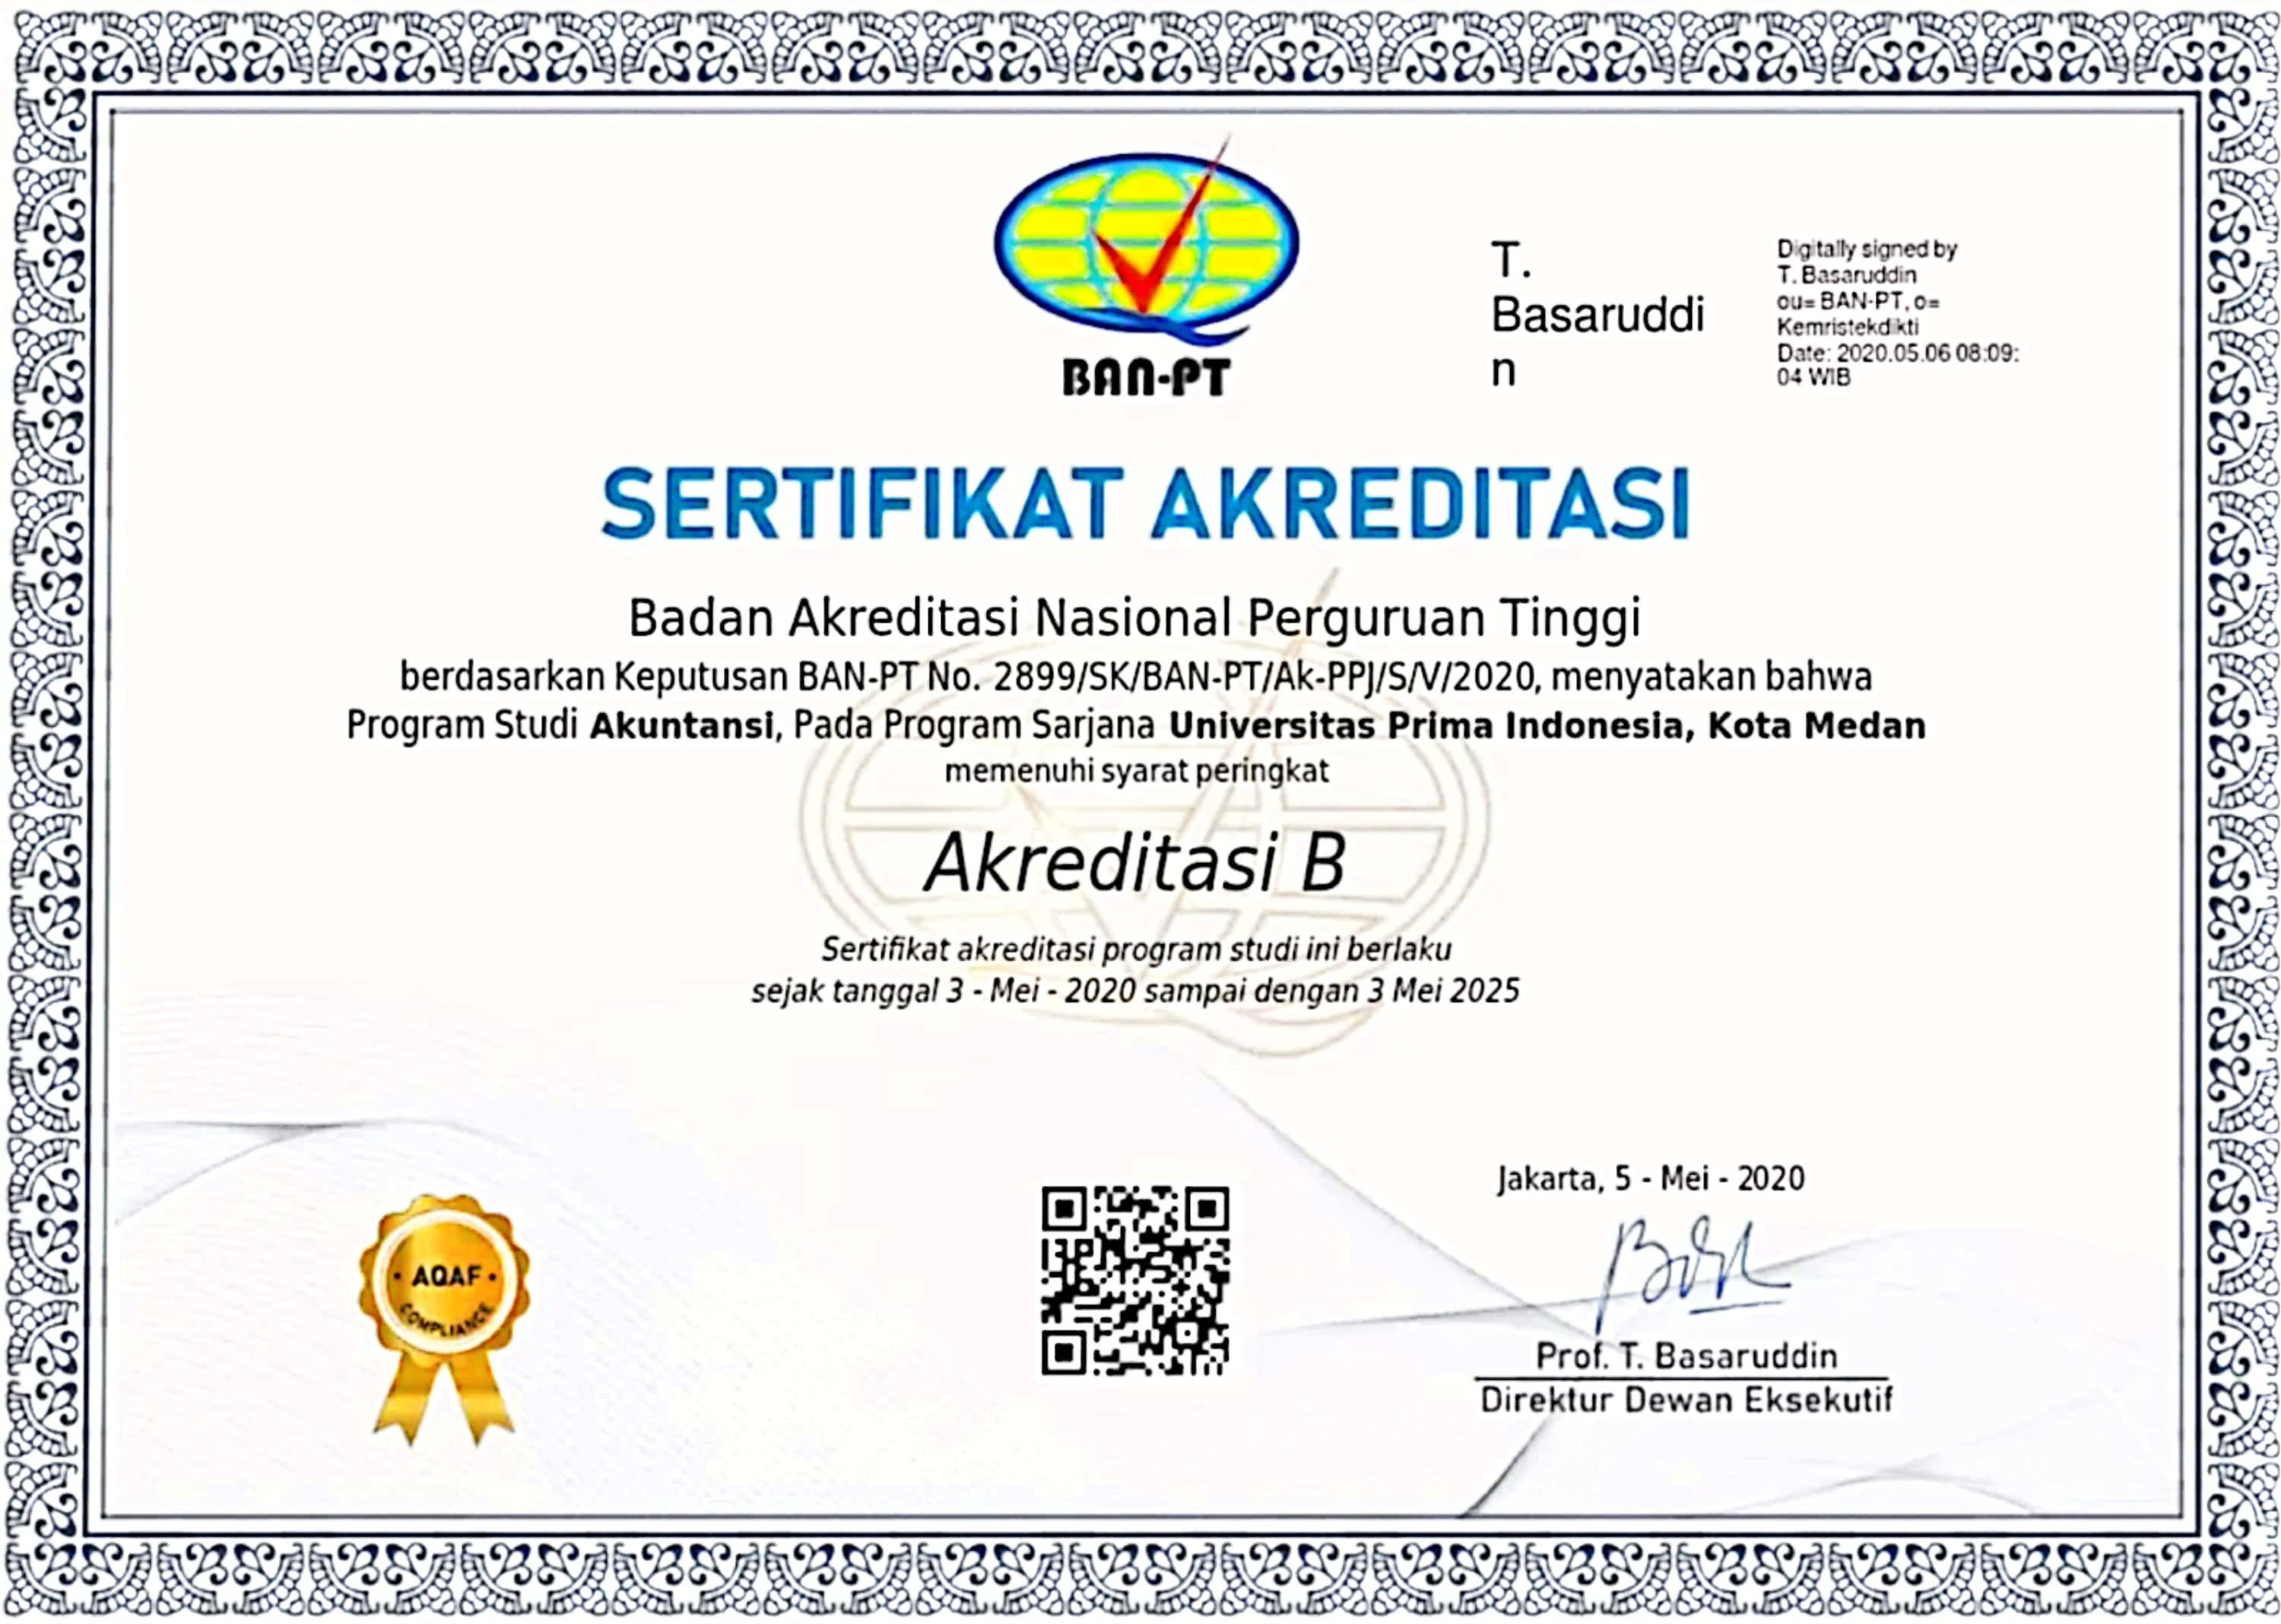 BAN-PT
T.
Basaruddi
n
Digitally signed by
T. Basaruddin
ou= BAN-PT, o=
Kemristekdikti
Date: 2020.05.06 08:09:
04 WIB
SERTIFIKAT AKREDITASI
Badan Akreditasi Nasional Perguruan Tinggi
berdasarkan Keputusan BAN-PT No. 2899/SK/BAN-PT/Ak-PPJ/S/V/2020, menyatakan bahwa
Program Studi Akuntansi, Pada Program Sarjana Universitas Prima Indonesia, Kota Medan
memenuhi syarat peringkat
Akreditasi B
Sertifikat akreditasi program studi ini berlaku
sejak tanggal 3 - Mei - 2020 sampai dengan 3 Mei 2025
AQAF
COMPLIANCE
Jakarta, 5 - Mei - 2020
Prof. T. Basaruddin
Direktur Dewan Eksekutif